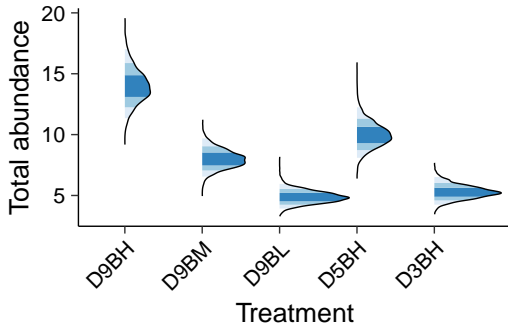 Total abundance
20
15
10
5
D9BH
D9BM
D9BL
D5BH
D3BH
Treatment